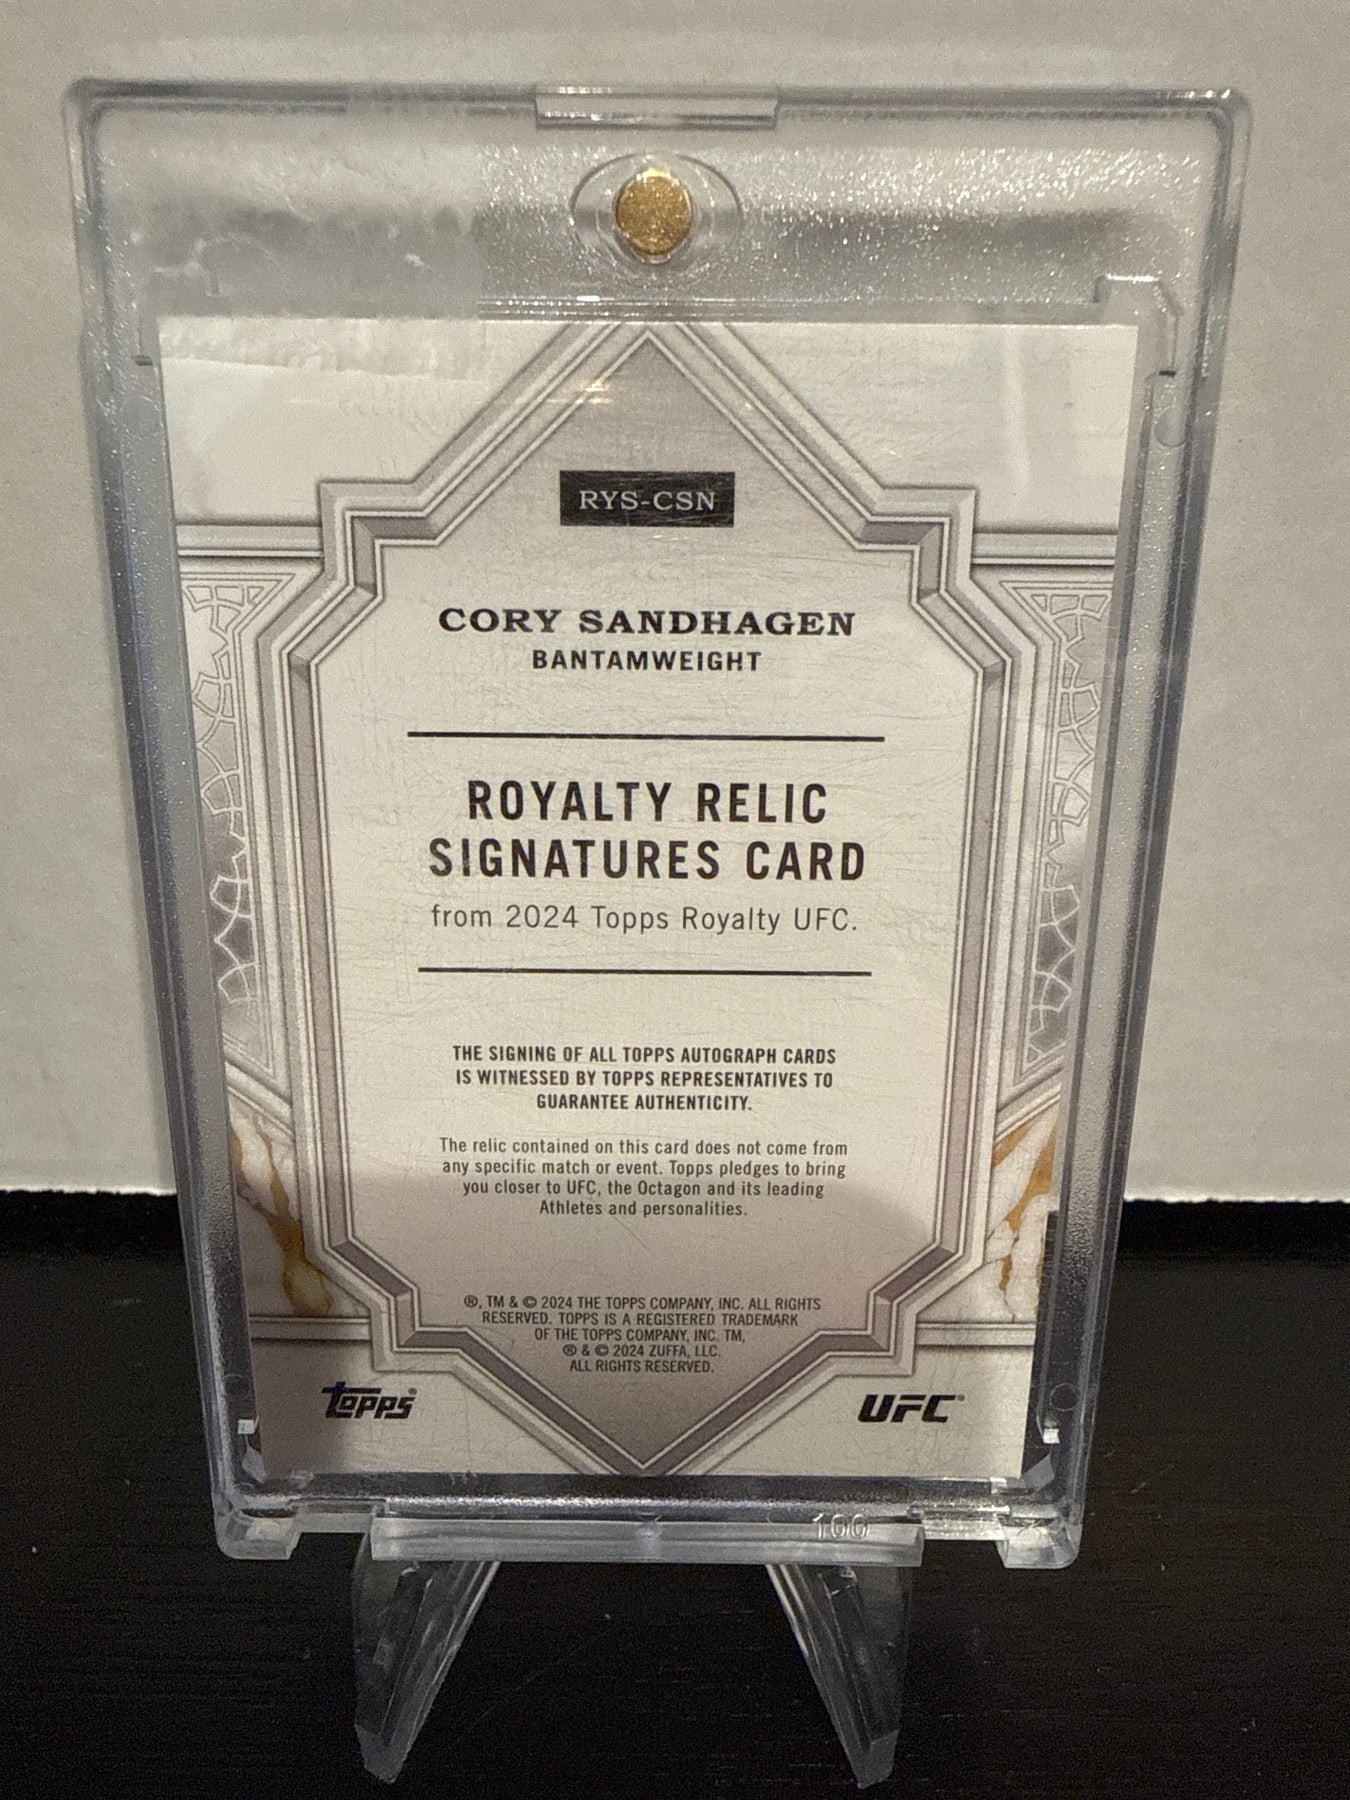 RYS-CSN
CORY SANDHAGEN
BANTAMWEIGHT
ROYALTY RELIC
SIGNATURES CARD
from 2024 Topps Royalty UFC.
THE SIGNING OF ALL TOPPS AUTOGRAPH CARDS
IS WITNESSED BY TOPPS REPRESENTATIVES TO
GUARANTEE AUTHENTICITY.
The relic contained on this card does not come from
any specific match or event. Topps pledges to bring
you closer to UFC, the Octagon and its leading
Athletes and personalities.
®, TM & © 2024 THE TOPPS COMPANY, INC. ALL RIGHTS
RESERVED. TOPPS IS A REGISTERED TRADEMARK
OF THE TOPPS COMPANY, INC. TM,
® & © 2024 ZUFFA, LLC.
ALL RIGHTS RESERVED.
topps® UFC®
100